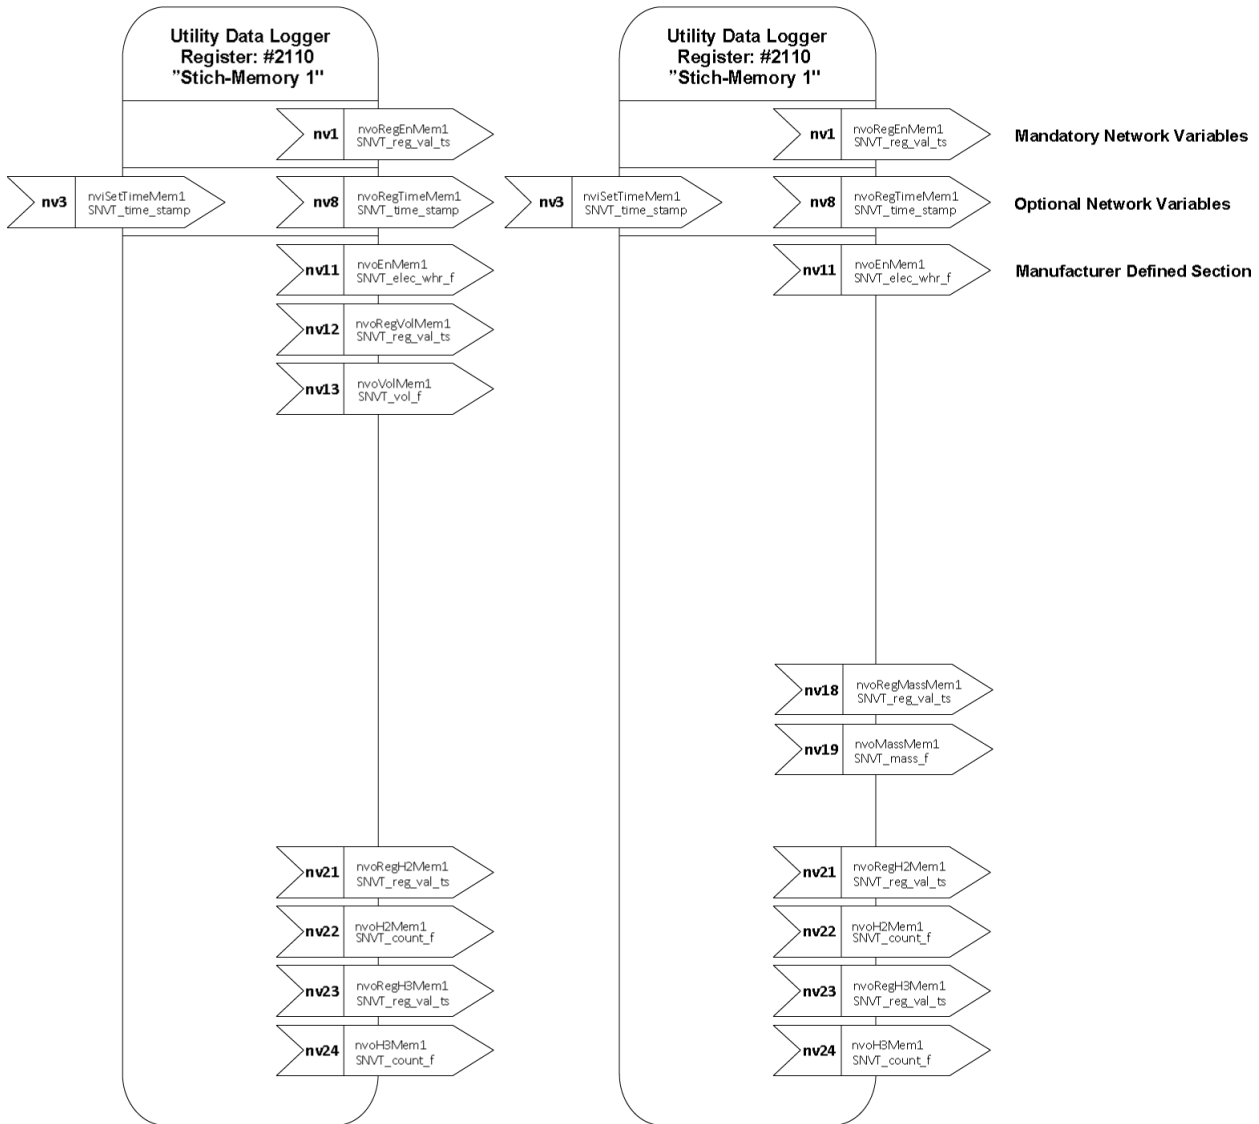 Utility Data Logger
Register: #2110
”Stich-Memory 1"
nv1
nvoRegEnMem1
SNVT_reg_val_ts
nv3
nviSetTimeMem1
SNVT_time_stamp
nv8
nvoRegTimeMem1
SNVT_time_stamp
nv11
nvoEnMem1
SNVT_elec_whr_f
nv12
nvoRegVolMem1
SNVT_reg_val_ts
nv13
nvoVolMem1
SNVT_vol_f
nv21
nvoRegH2Mem1
SNVT_reg_val_ts
nv22
nvoH2Mem1
SNVT_count_f
nv23
nvoRegH3Mem1
SNVT_reg_val_ts
nv24
nvoH3Mem1
SNVT_count_f
Utility Data Logger
Register: #2110
”Stich-Memory 1"
nv1
nvoRegEnMem1
SNVT_reg_val_ts
Mandatory Network Variables
nv3
nviSetTimeMem1
SNVT_time_stamp
nv8
nvoRegTimeMem1
SNVT_time_stamp
Optional Network Variables
nv11
nvoEnMem1
SNVT_elec_whr_f
Manufacturer Defined Section
nv18
nvoRegMassMem1
SNVT_reg_val_ts
nv19
nvoMassMem1
SNVT_mass_f
nv21
nvoRegH2Mem1
SNVT_reg_val_ts
nv22
nvoH2Mem1
SNVT_count_f
nv23
nvoRegH3Mem1
SNVT_reg_val_ts
nv24
nvoH3Mem1
SNVT_count_f